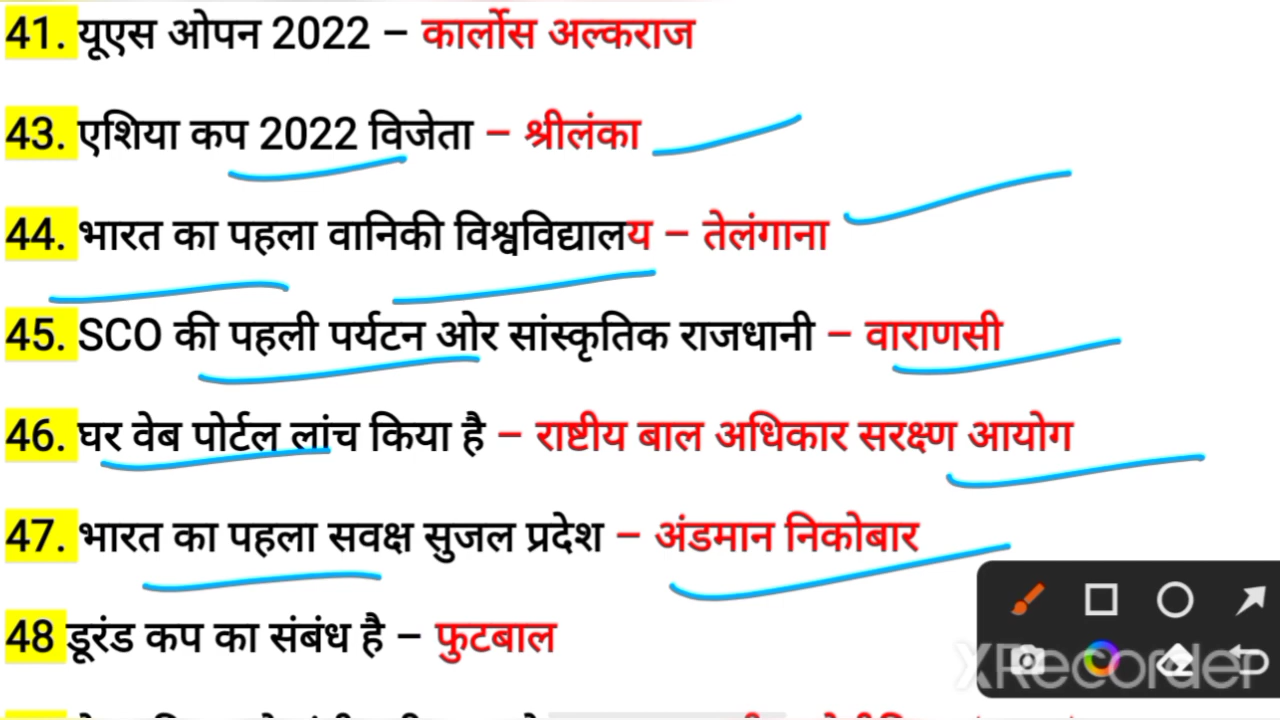 41. यूएस ओपन 2022 – कार्लोस अल्कराज
43. एशिया कप 2022 विजेता – श्रीलंका
44. भारत का पहला वानिकी विश्वविद्यालय – तेलंगाना
45. SCO की पहली पर्यटन ओर सांस्कृतिक राजधानी – वाराणसी
46. घर वेब पोर्टल लांच किया है – राष्टीय बाल अधिकार सरक्ष्ण आयोग
47. भारत का पहला सवक्ष सुजल प्रदेश – अंडमान निकोबार
48 डूरंड कप का संबंध है – फुटबाल
XRecorder